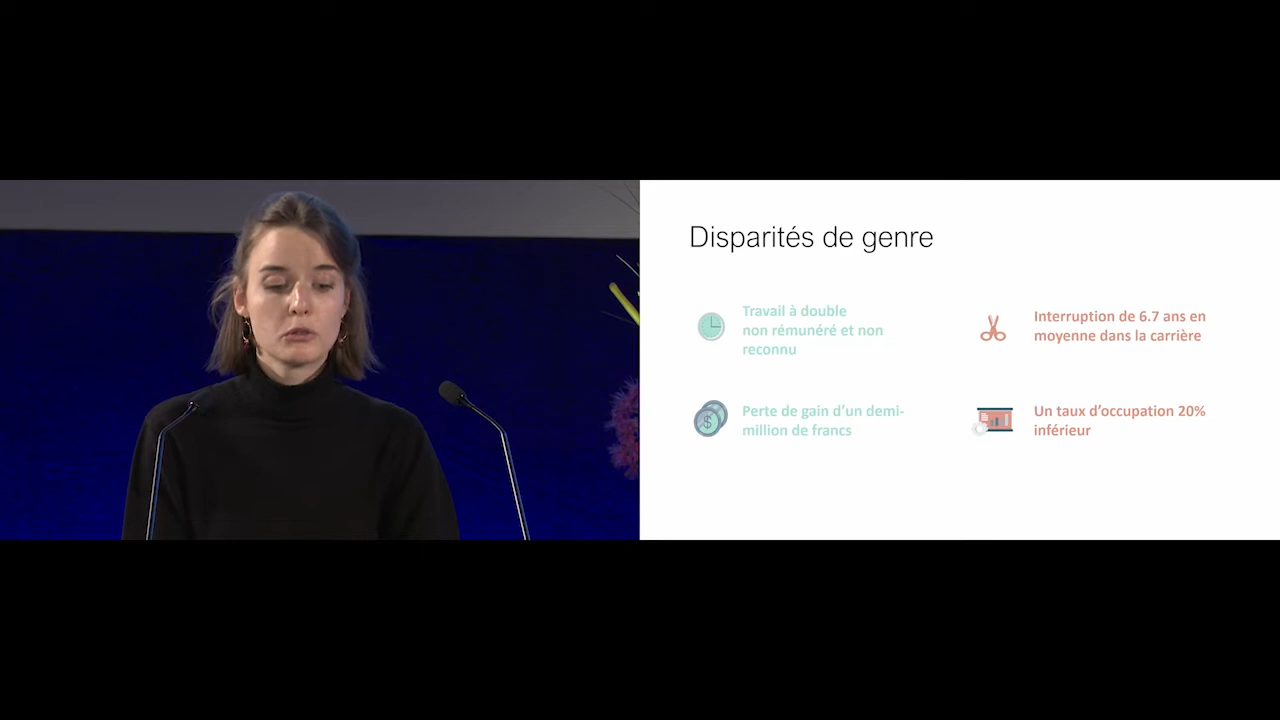 Disparités de genre
Travail à double
non rémunéré et non
reconnu
Interruption de 6.7 ans en
moyenne dans la carrière
Perte de gain d'un demi-
million de francs
Un taux d'occupation 20%
inférieur
$